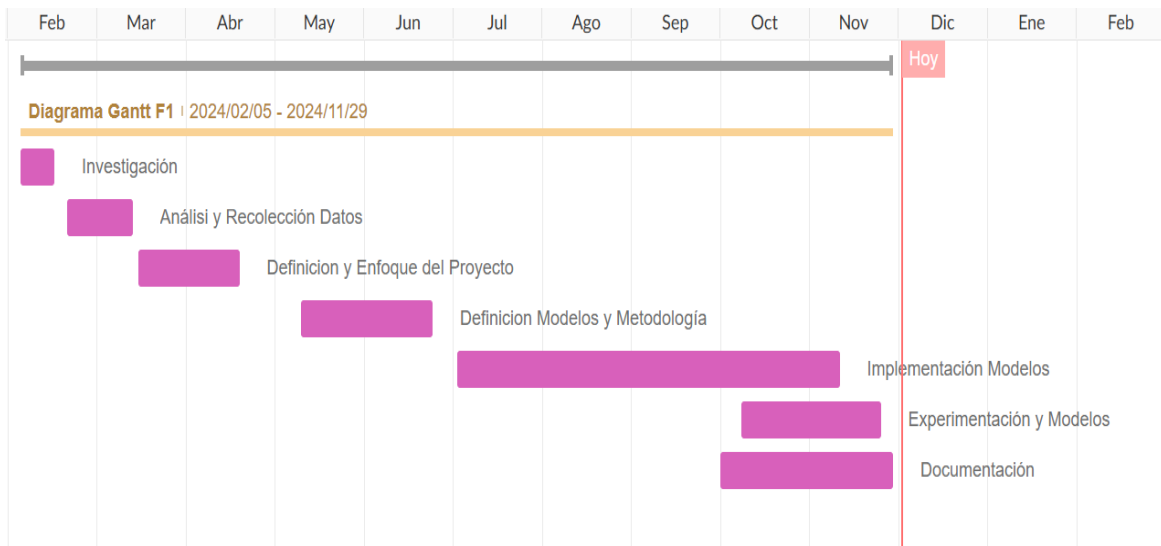 Feb Mar Abr May Jun Jul Ago Sep Oct Nov Dic Ene Feb
Hoy
Diagrama Gantt F1 | 2024/02/05 - 2024/11/29
Investigación
Análisi y Recolección Datos
Definicion y Enfoque del Proyecto
Definicion Modelos y Metodología
Implementación Modelos
Experimentación y Modelos
Documentación